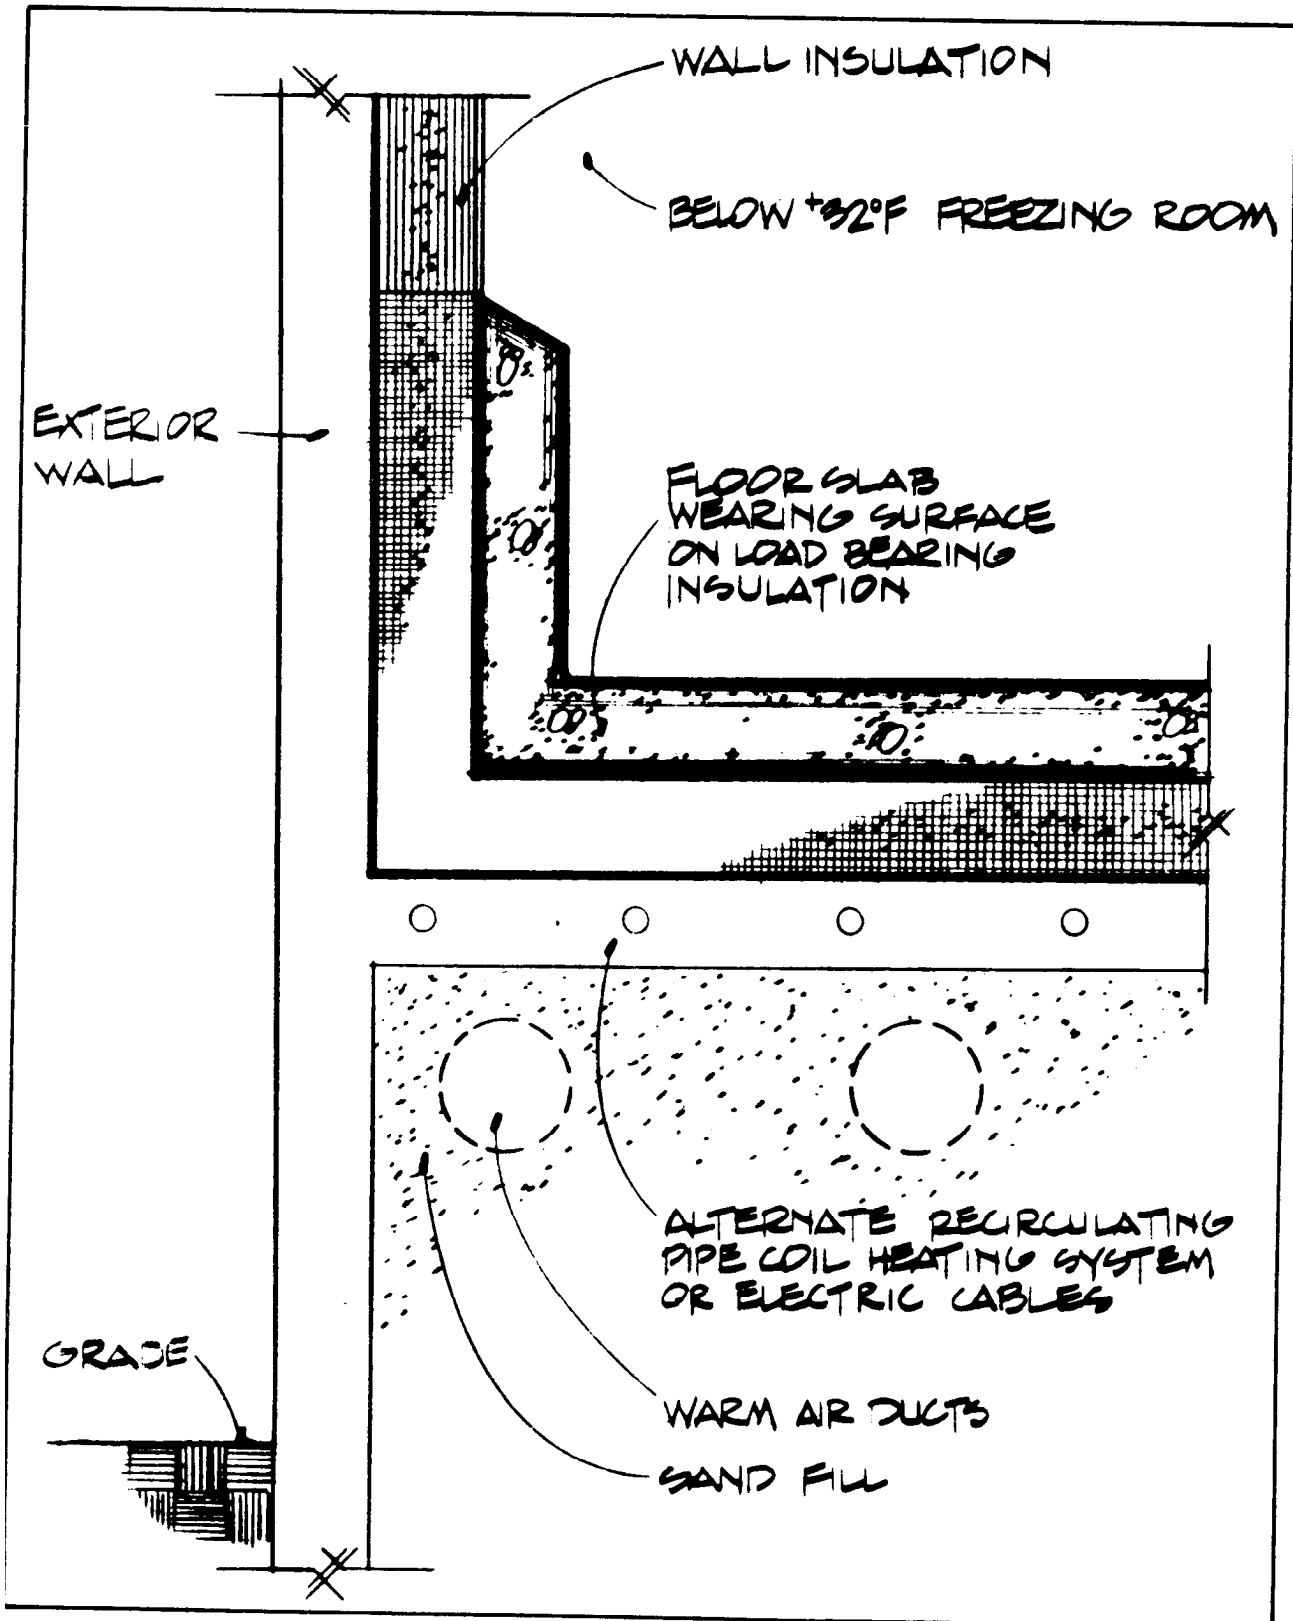 WALL INSULATION
BELOW +32°F FREEZING ROOM
EXTERIOR
WALL
FLOOR SLAB
WEARING SURFACE
ON LOAD BEARING
INSULATION
ALTERNATE RECIRCULATING
PIPE COIL HEATING SYSTEM
OR ELECTRIC CABLES
GRADE
WARM AIR DUCTS
SAND FILL